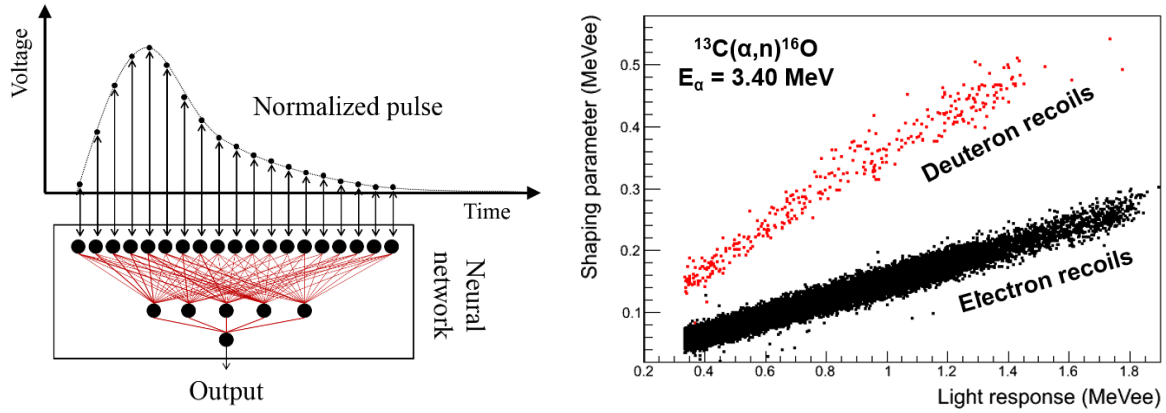 Voltage
Normalized pulse
Time
Neural
network
Output
¹³C(α,n)¹⁶O
Eα = 3.40 MeV
Deuteron recoils
Electron recoils
Shaping parameter (MeVee)
0.5
0.4
0.3
0.2
0.1
0.2 0.4 0.6 0.8 1 1.2 1.4 1.6 1.8
Light response (MeVee)